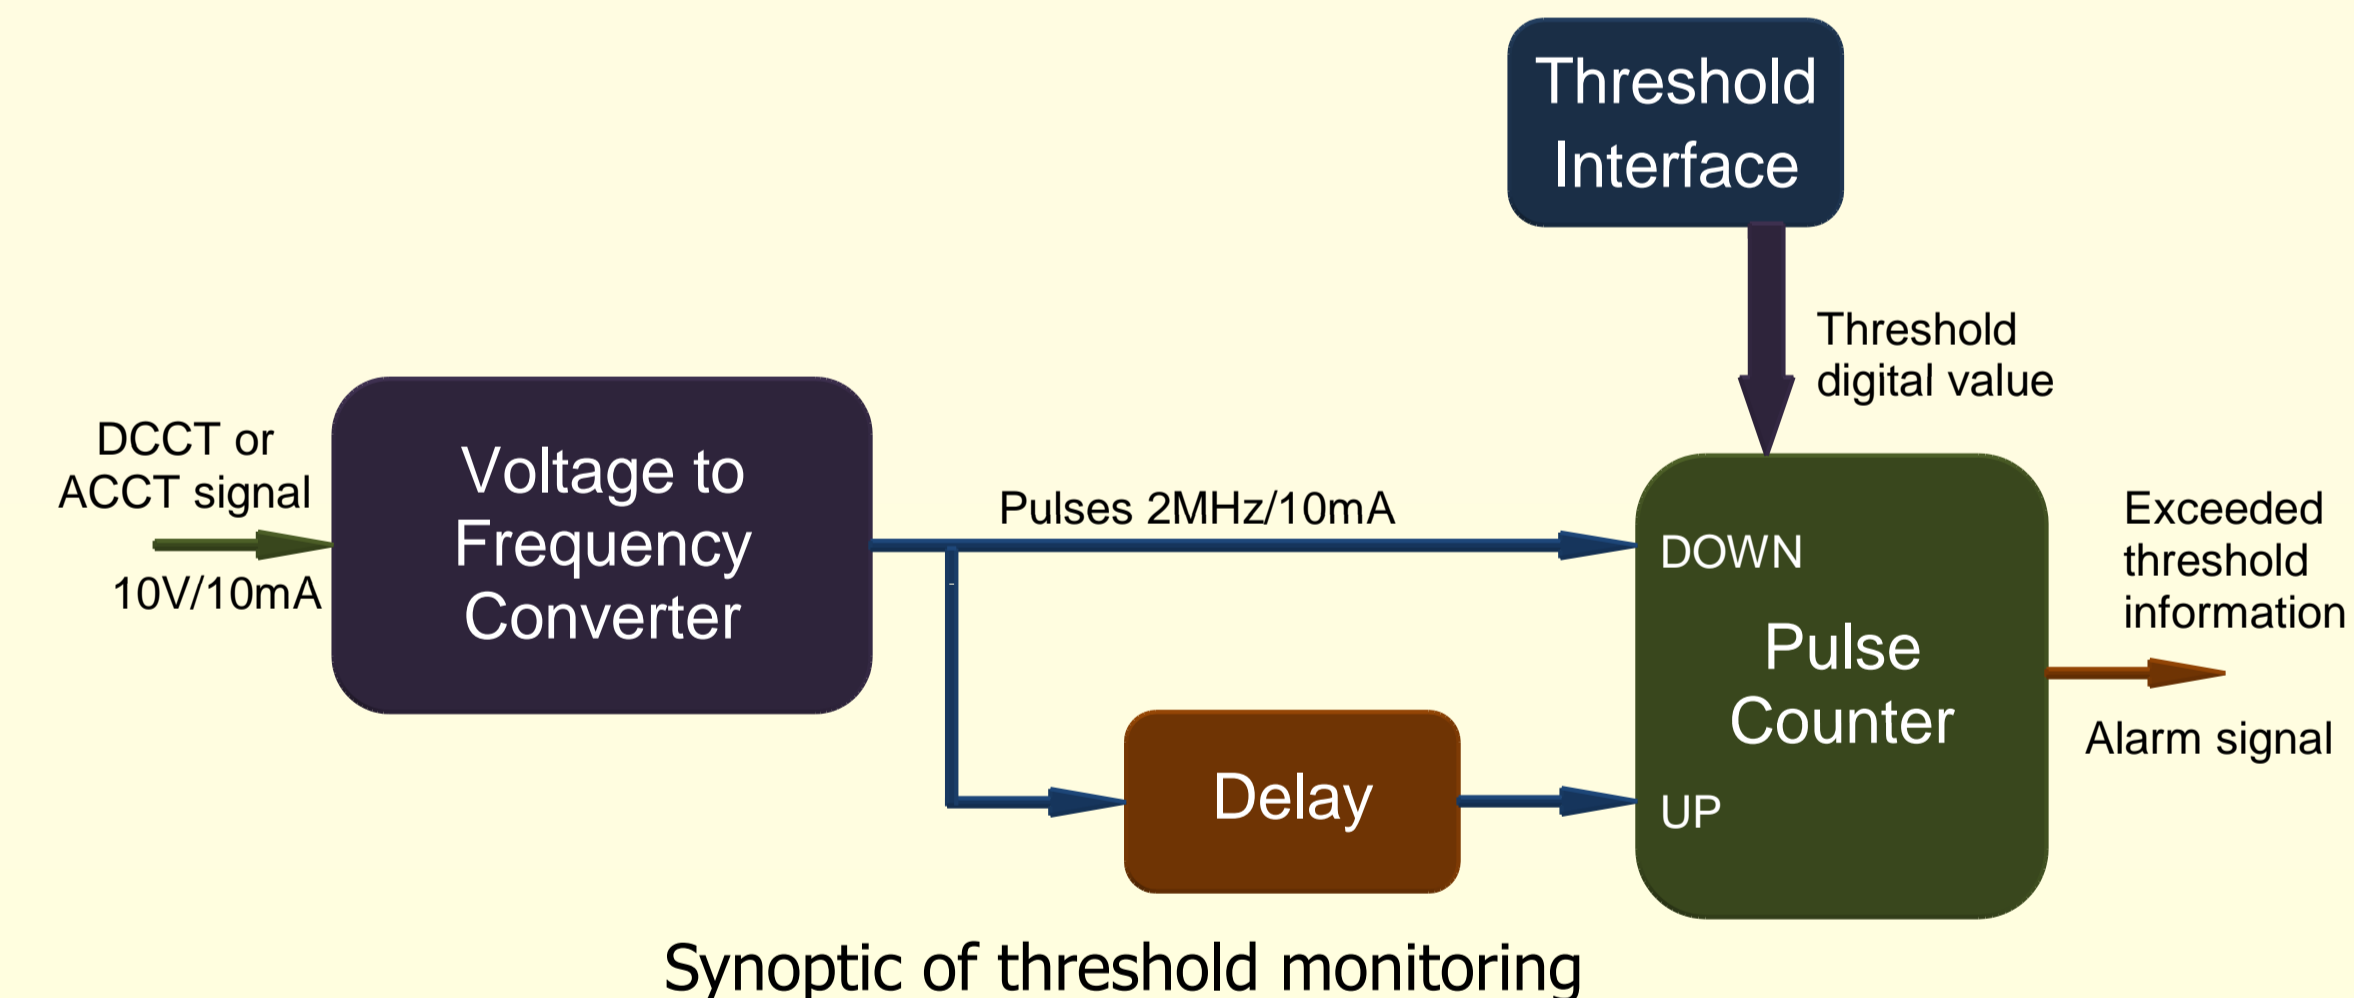 Threshold
Interface
Threshold
digital value
DCCT or
ACCT signal
10V/10mA
Voltage to
Frequency
Converter
Pulses 2MHz/10mA
DOWN
Pulse
Counter
UP
Delay
Exceeded
threshold
information
Alarm signal
Synoptic of threshold monitoring